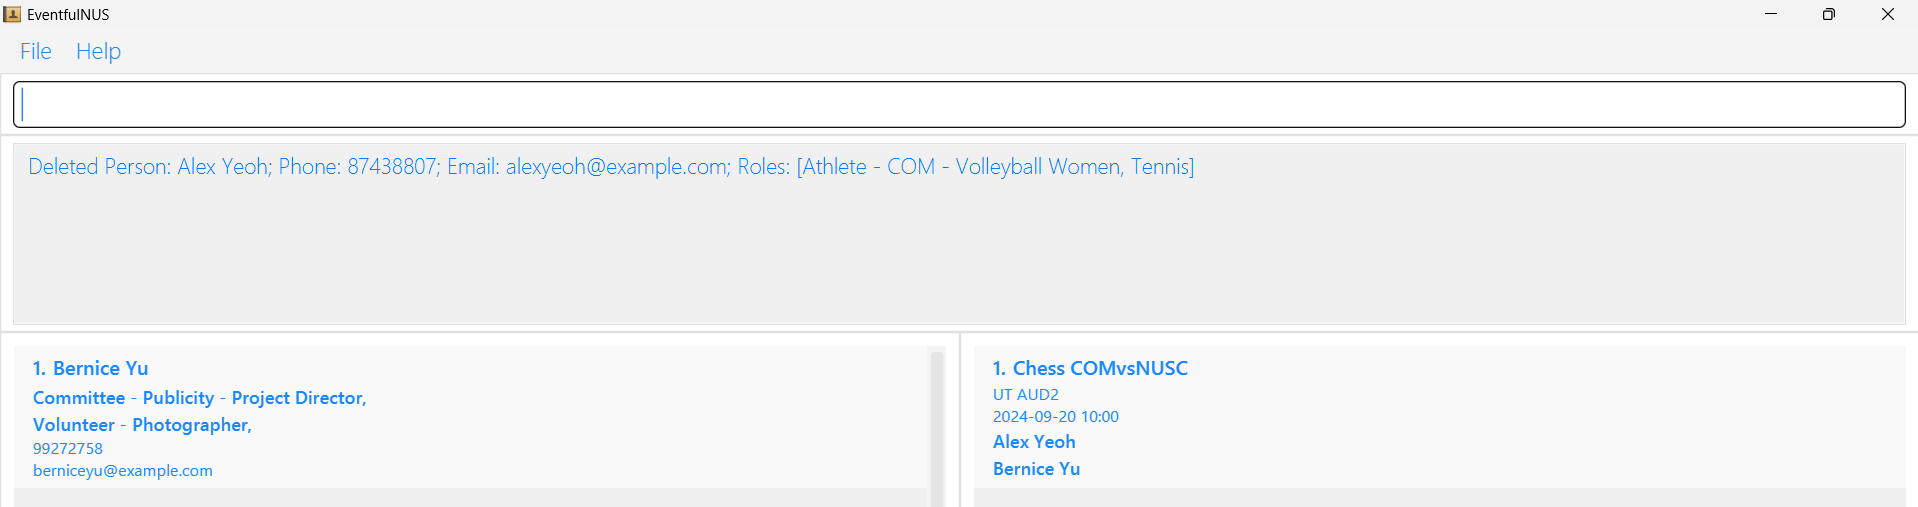 EventfulNUS
File Help
Deleted Person: Alex Yeoh; Phone: 87438807; Email: alexyeoh@example.com; Roles: [Athlete - COM - Volleyball Women, Tennis]
1. Bernice Yu
Committee - Publicity - Project Director,
Volunteer - Photographer,
99272758
berniceyu@example.com
1. Chess COMvsNUSC
UT AUD2
2024-09-20 10:00
Alex Yeoh
Bernice Yu